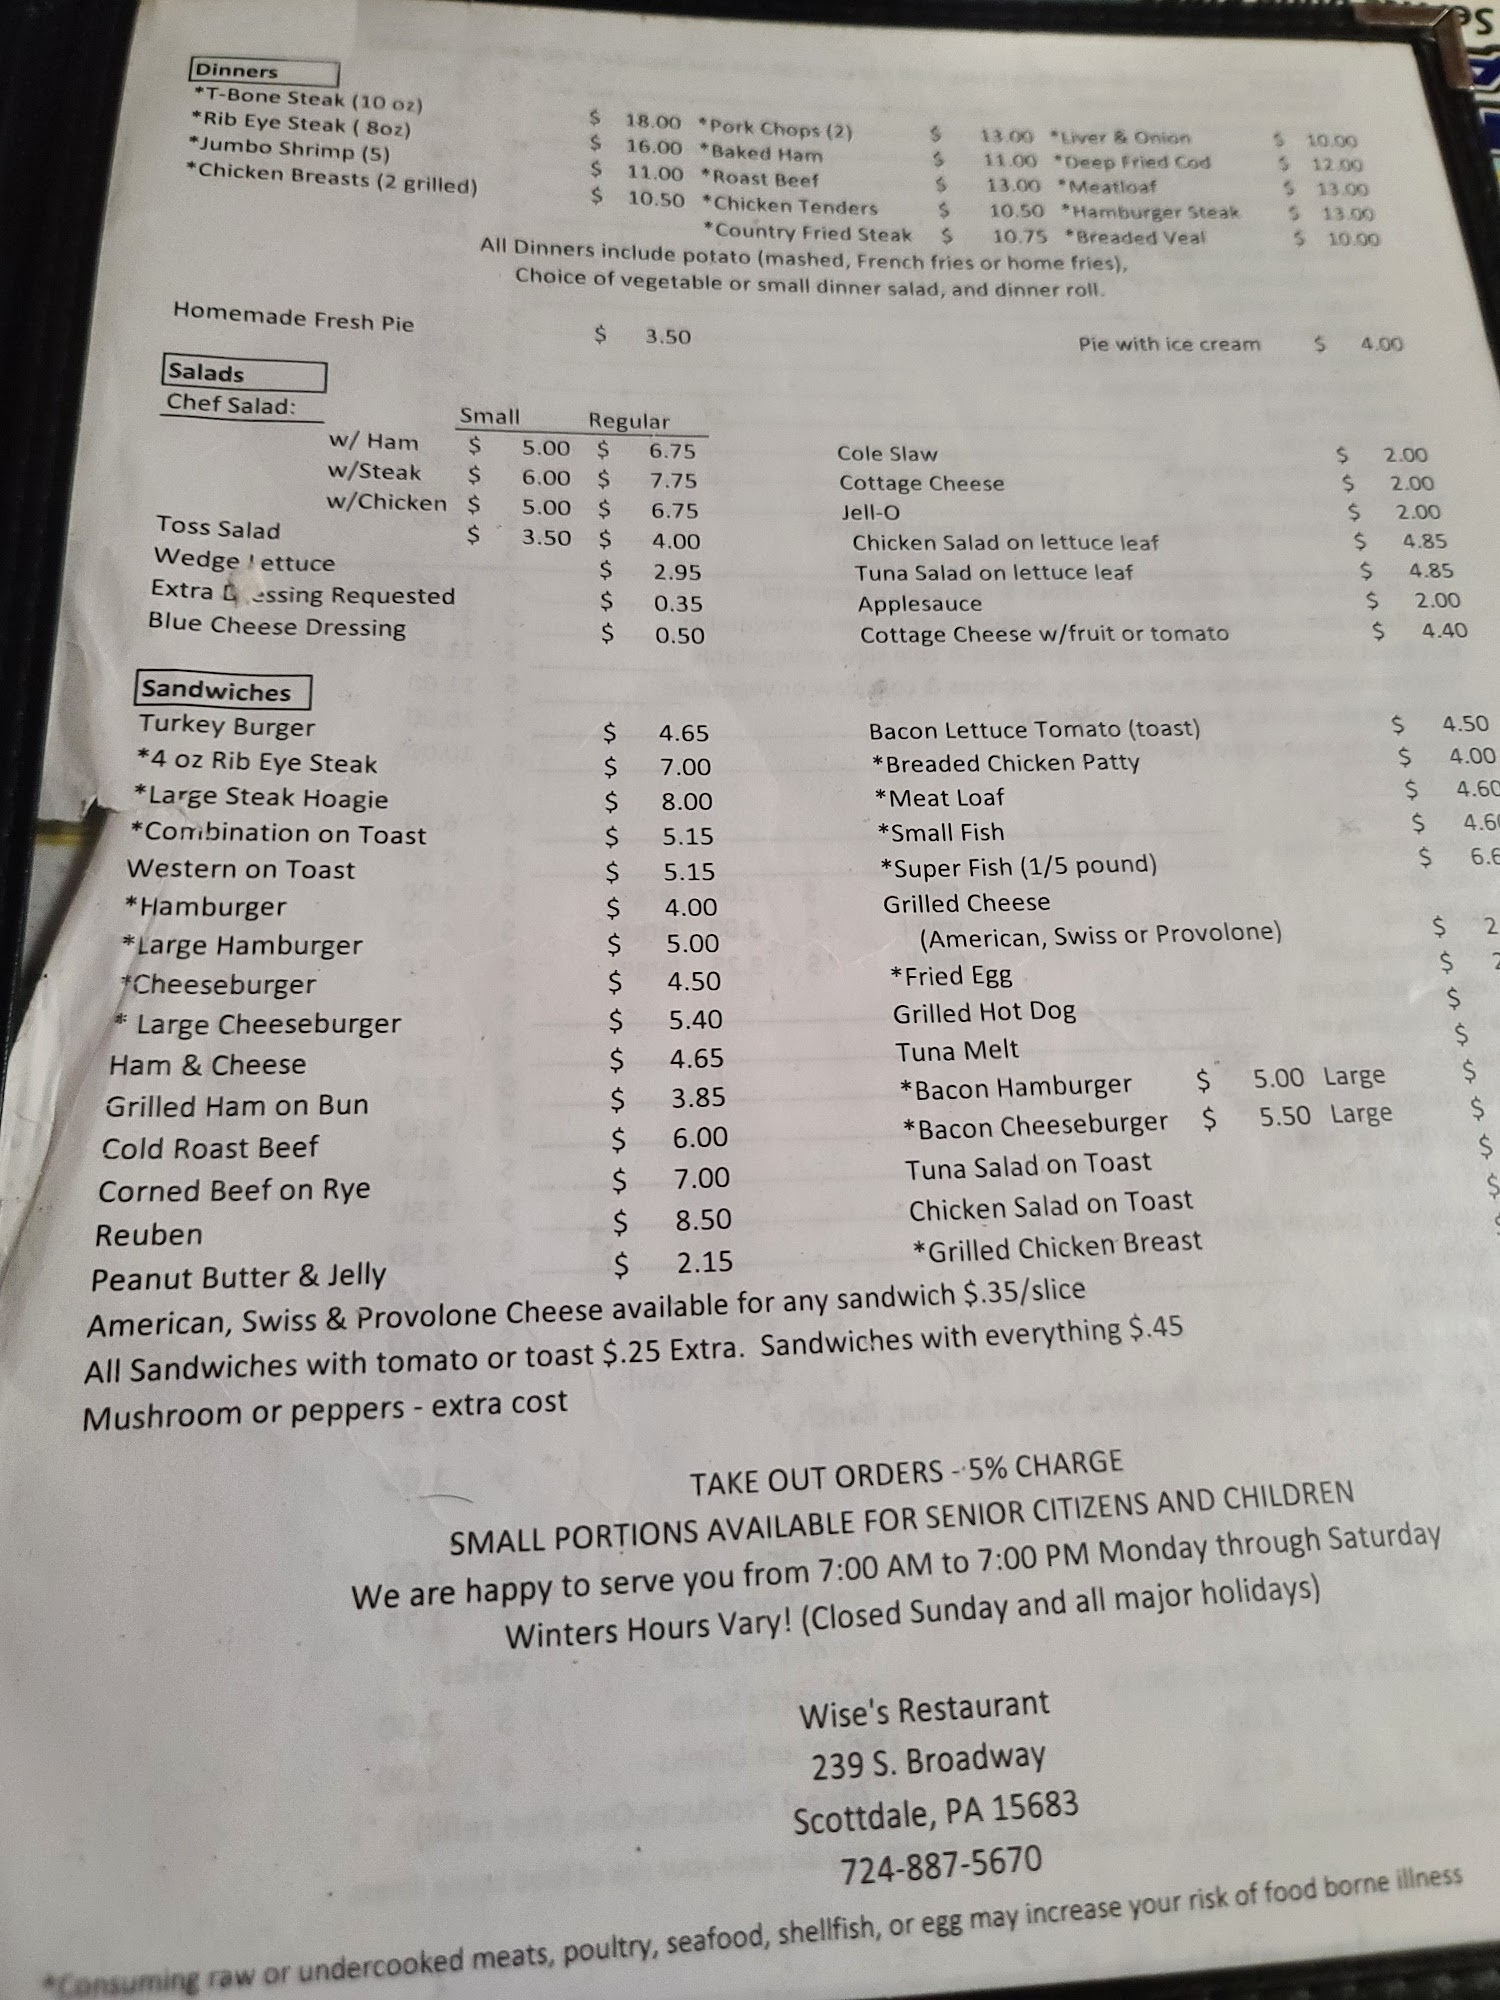 Dinners
*T-Bone Steak (10 oz) $ 18.00 *Pork Chops (2) $ 13.00 *Liver & Onion $ 10.00
*Rib Eye Steak ( 8oz) $ 16.00 *Baked Ham $ 11.00 *Deep Fried Cod $ 12.00
*Jumbo Shrimp (5) $ 11.00 *Roast Beef $ 13.00 *Meatloaf $ 13.00
*Chicken Breasts (2 grilled) $ 10.50 *Chicken Tenders $ 10.50 *Hamburger Steak $ 13.00
*Country Fried Steak $ 10.75 *Breaded Veal $ 10.00
All Dinners include potato (mashed, French fries or home fries),
Choice of vegetable or small dinner salad, and dinner roll.
Homemade Fresh Pie $ 3.50 Pie with ice cream $ 4.00
Salads
Chef Salad: Small Regular
w/ Ham $ 5.00 $ 6.75 Cole Slaw $ 2.00
w/Steak $ 6.00 $ 7.75 Cottage Cheese $ 2.00
w/Chicken $ 5.00 $ 6.75 Jell-O $ 2.00
Toss Salad $ 3.50 $ 4.00 Chicken Salad on lettuce leaf $ 4.85
Wedge Lettuce $ 2.95 Tuna Salad on lettuce leaf $ 4.85
Extra Dressing Requested $ 0.35 Applesauce $ 2.00
Blue Cheese Dressing $ 0.50 Cottage Cheese w/fruit or tomato $ 4.40
Sandwiches
Turkey Burger $ 4.65 Bacon Lettuce Tomato (toast) $ 4.50
*4 oz Rib Eye Steak $ 7.00 *Breaded Chicken Patty $ 4.00
*Large Steak Hoagie $ 8.00 *Meat Loaf $ 4.60
*Combination on Toast $ 5.15 *Small Fish $
Western on Toast $ 5.15 *Super Fish (1/5 pound) $
*Hamburger $ 4.00 Grilled Cheese
*Large Hamburger $ 5.00 (American, Swiss or Provolone) $
*Cheeseburger $ 4.50 *Fried Egg $
* Large Cheeseburger $ 5.40 Grilled Hot Dog $
Ham & Cheese $ 4.65 Tuna Melt $
Grilled Ham on Bun $ 3.85 *Bacon Hamburger $ 5.00 Large $
Cold Roast Beef $ 6.00 *Bacon Cheeseburger $ 5.50 Large $
Corned Beef on Rye $ 7.00 Tuna Salad on Toast $
Reuben $ 8.50 Chicken Salad on Toast $
Peanut Butter & Jelly $ 2.15 *Grilled Chicken Breast
American, Swiss & Provolone Cheese available for any sandwich $.35/slice
All Sandwiches with tomato or toast $.25 Extra. Sandwiches with everything $.45
Mushroom or peppers - extra cost
TAKE OUT ORDERS - 5% CHARGE
SMALL PORTIONS AVAILABLE FOR SENIOR CITIZENS AND CHILDREN
We are happy to serve you from 7:00 AM to 7:00 PM Monday through Saturday
Winters Hours Vary! (Closed Sunday and all major holidays)
Wise's Restaurant
239 S. Broadway
Scottdale, PA 15683
724-887-5670
*Consuming raw or undercooked meats, poultry, seafood, shellfish, or egg may increase your risk of food borne illness